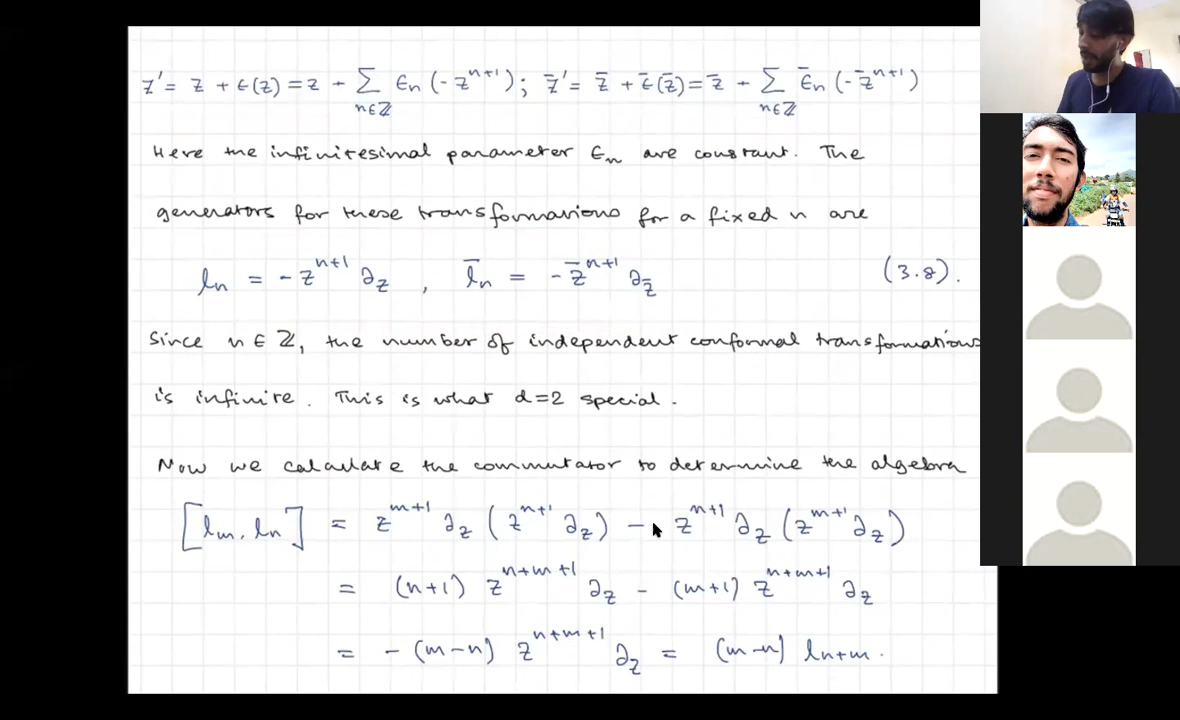 z' = z + ε(z) = z + ∑_{n∈ℤ} ε_n (-z^{n+1}) ; z̄' = z̄ + ε̄(z̄) = z̄ + ∑_{n∈ℤ} ε̄_n (-z̄^{n+1})
Here the infinitesimal parameter ε_n are constant. The
generators for these transformations for a fixed n are
l_n = -z^{n+1} ∂_z , l̄_n = -z̄^{n+1} ∂_z̄ (3.8).
Since n ∈ ℤ, the number of independent conformal transformations
is infinite. This is what d=2 special.
Now we calculate the commutator to determine the algebra
[l_m, l_n] = z^{m+1} ∂_z (z^{n+1} ∂_z) - z^{n+1} ∂_z (z^{m+1} ∂_z)
= (n+1) z^{n+m+1} ∂_z - (m+1) z^{n+m+1} ∂_z
= -(m-n) z^{n+m+1} ∂_z = (m-n) l_{n+m}.